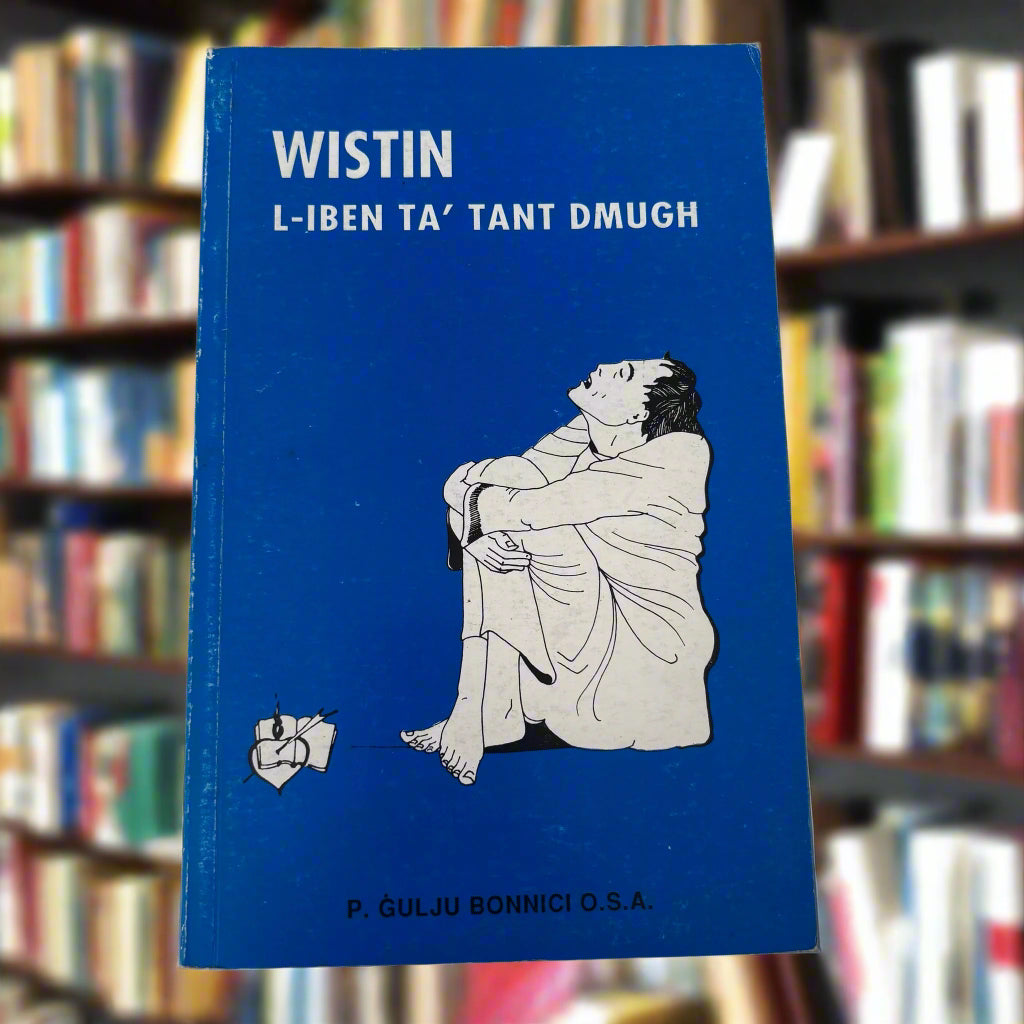 WISTIN
L-IBEN TA' TANT DMUGH
P. ĠULJU BONNICI O.S.A.